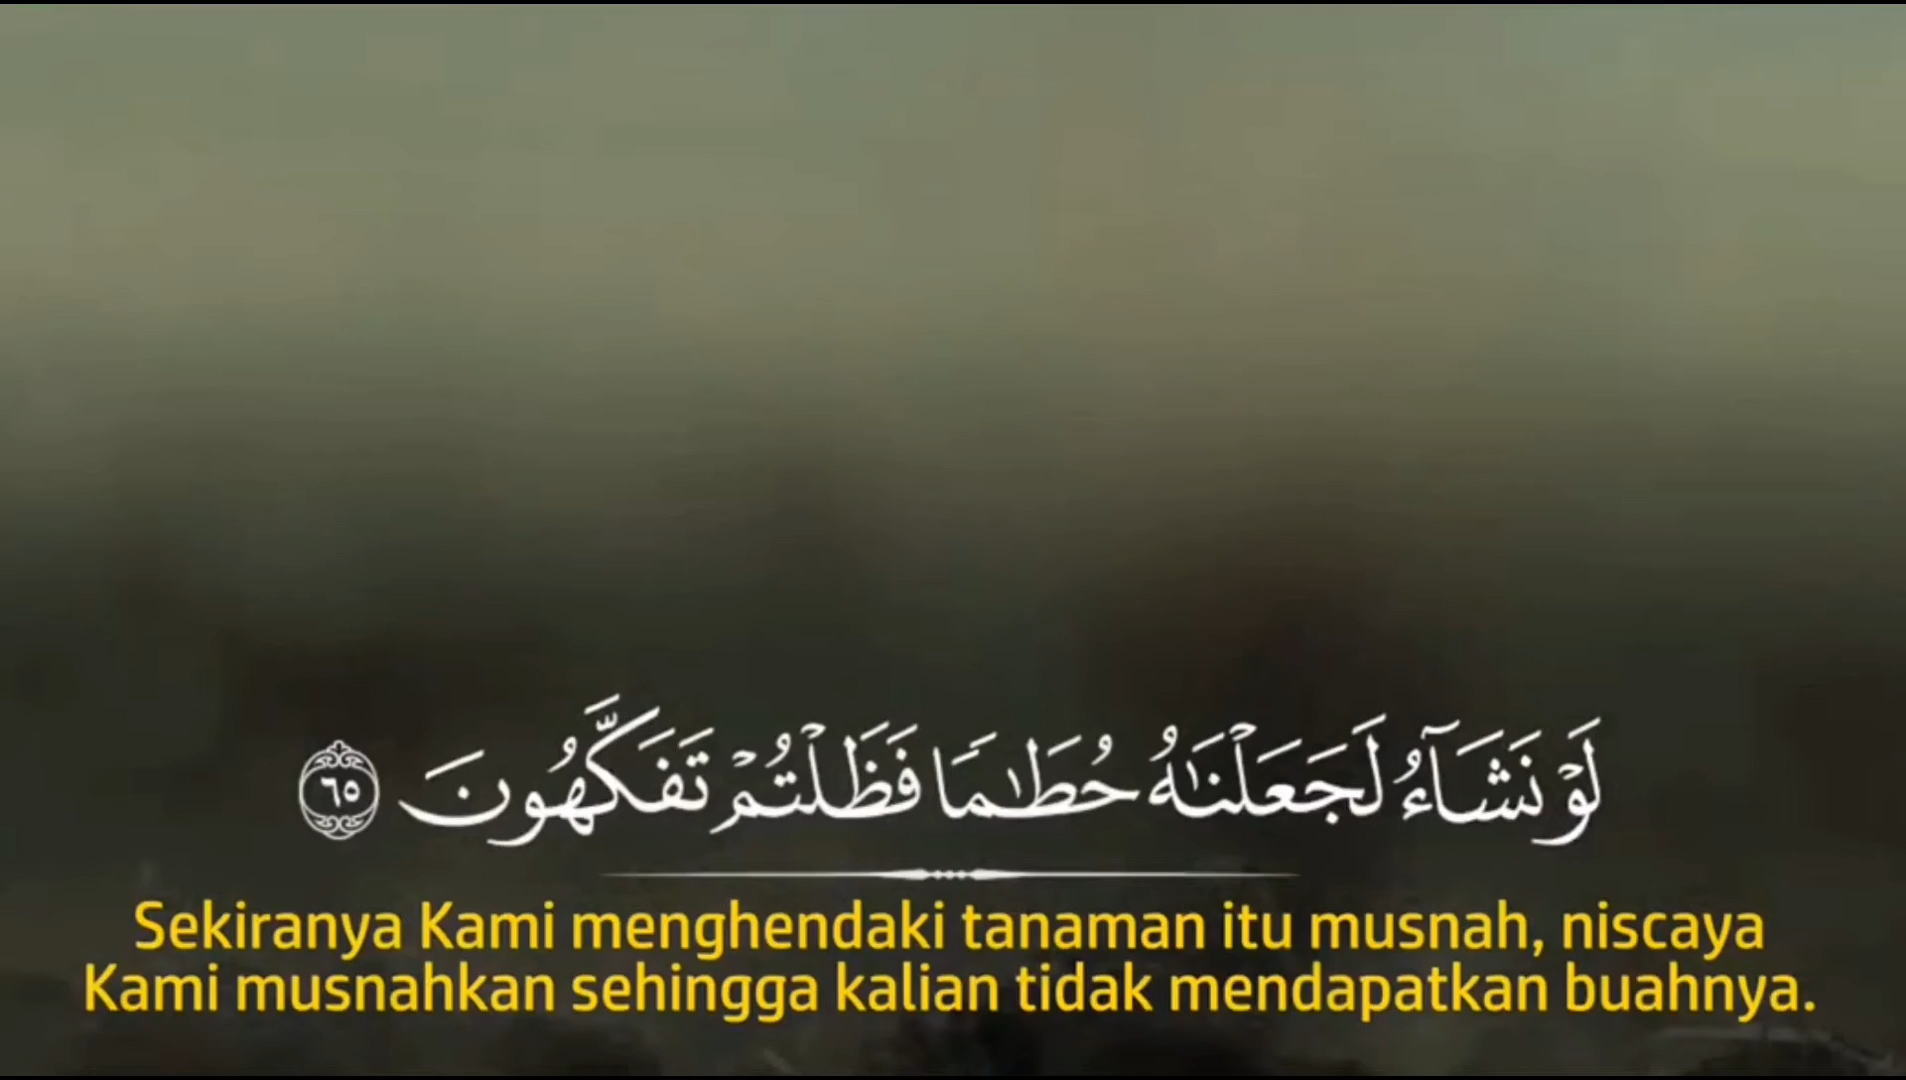 لَوْ نَشَآءُ لَجَعَلْنَٰهُ حُطَٰمًا فَظَلْتُمْ تَفَكَّهُونَ ٦٥
Sekiranya Kami menghendaki tanaman itu musnah, niscaya
Kami musnahkan sehingga kalian tidak mendapatkan buahnya.